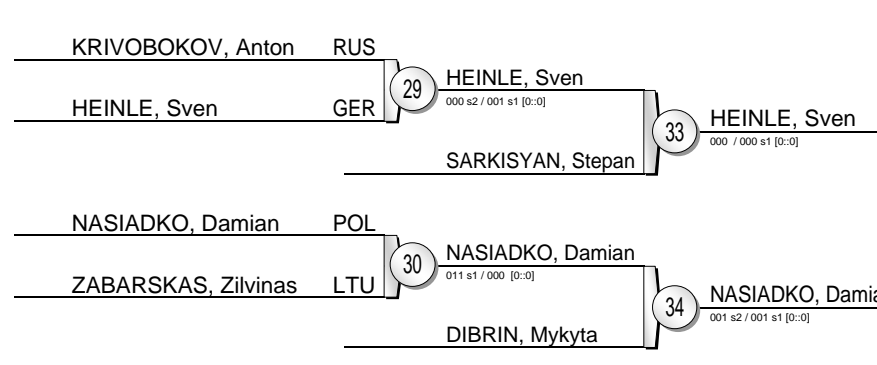 KRIVOBOKOV, Anton RUS
29
HEINLE, Sven
000 s2 / 001 s1 [0::0]
HEINLE, Sven GER
33
HEINLE, Sven
000 / 000 s1 [0::0]
SARKISYAN, Stepan
NASIADKO, Damian POL
30
NASIADKO, Damian
011 s1 / 000 [0::0]
ZABARSKAS, Zilvinas LTU
34
NASIADKO, Damia
001 s2 / 001 s1 [0::0]
DIBRIN, Mykyta